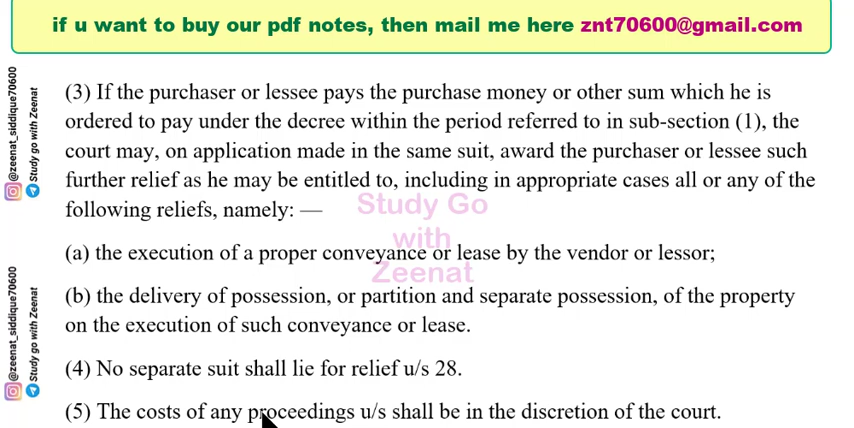 if u want to buy our pdf notes, then mail me here znt70600@gmail.com
(3) If the purchaser or lessee pays the purchase money or other sum which he is
ordered to pay under the decree within the period referred to in sub-section (1), the
court may, on application made in the same suit, award the purchaser or lessee such
further relief as he may be entitled to, including in appropriate cases all or any of the
following reliefs, namely: —
(a) the execution of a proper conveyance or lease by the vendor or lessor;
(b) the delivery of possession, or partition and separate possession, of the property
on the execution of such conveyance or lease.
(4) No separate suit shall lie for relief u/s 28.
(5) The costs of any proceedings u/s shall be in the discretion of the court.
Study Go
with
Zeenat
@zeenat_siddique70600
Study go with Zeenat
@zeenat_siddique70600
Study go with Zeenat